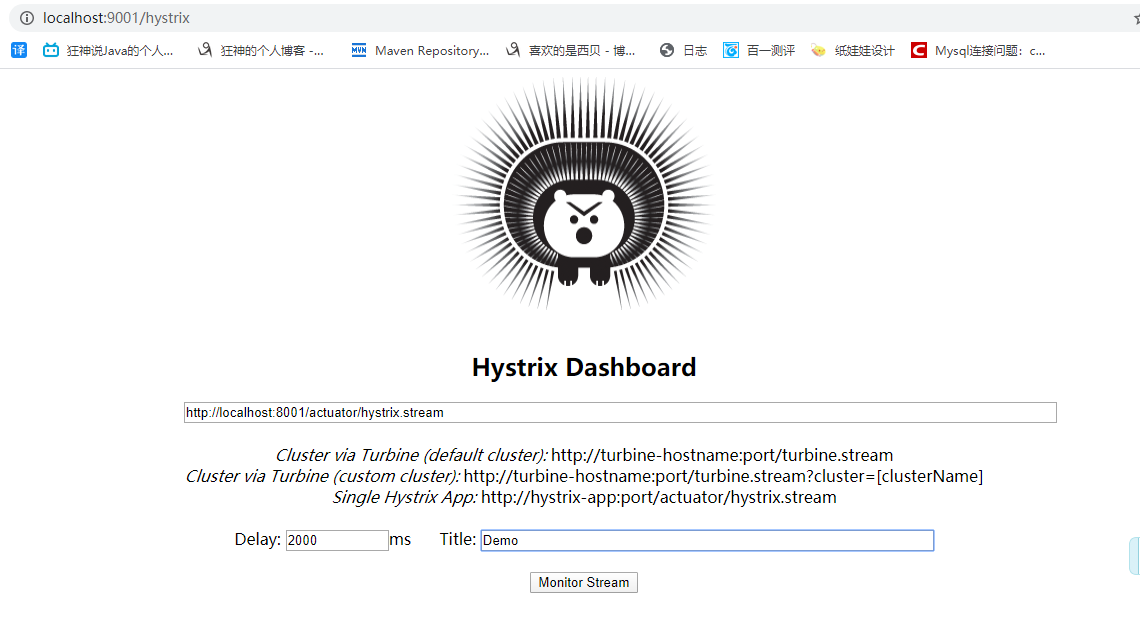 localhost:9001/hystrix
译 狂神说Java的个人... 狂神的个人博客 -... MVN Maven Repository... 喜欢的是西贝 - 博... 日志 百一测评 纸娃娃设计 C Mysql连接问题：c...
Hystrix Dashboard
http://localhost:8001/actuator/hystrix.stream
Cluster via Turbine (default cluster): http://turbine-hostname:port/turbine.stream
Cluster via Turbine (custom cluster): http://turbine-hostname:port/turbine.stream?cluster=[clusterName]
Single Hystrix App: http://hystrix-app:port/actuator/hystrix.stream
Delay: 2000 ms Title: Demo
Monitor Stream